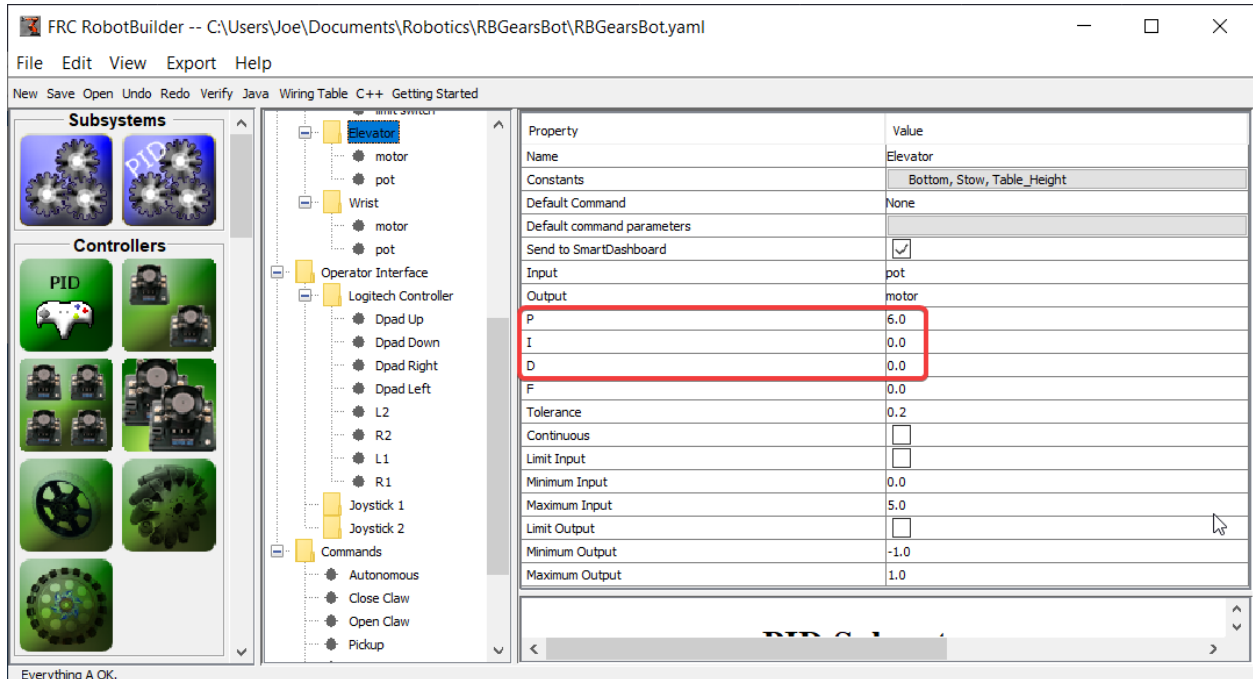 FRC RobotBuilder -- C:\Users\Joe\Documents\Robotics\RBGearsBot\RBGearsBot.yaml
File Edit View Export Help
New Save Open Undo Redo Verify Java Wiring Table C++ Getting Started
Subsystems
PID
Controllers
PID
limit switch
Elevator
motor
pot
Wrist
motor
pot
Operator Interface
Logitech Controller
Dpad Up
Dpad Down
Dpad Right
Dpad Left
L2
R2
L1
R1
Joystick 1
Joystick 2
Commands
Autonomous
Close Claw
Open Claw
Pickup
Property Value
Name Elevator
Constants Bottom, Stow, Table_Height
Default Command None
Default command parameters
Send to SmartDashboard
Input pot
Output motor
P 6.0
I 0.0
D 0.0
F 0.0
Tolerance 0.2
Continuous
Limit Input
Minimum Input 0.0
Maximum Input 5.0
Limit Output
Minimum Output -1.0
Maximum Output 1.0
Everything A OK.